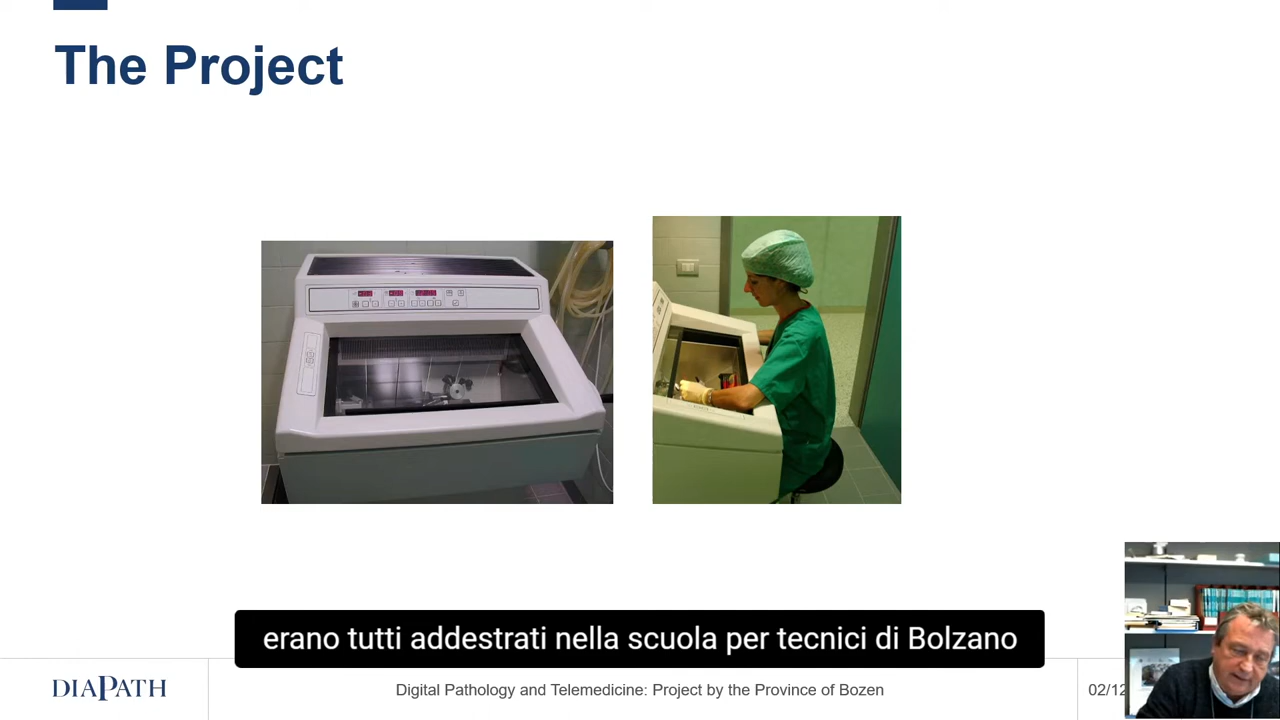 The Project
erano tutti addestrati nella scuola per tecnici di Bolzano
DIAPATH
Digital Pathology and Telemedicine: Project by the Province of Bozen
02/12